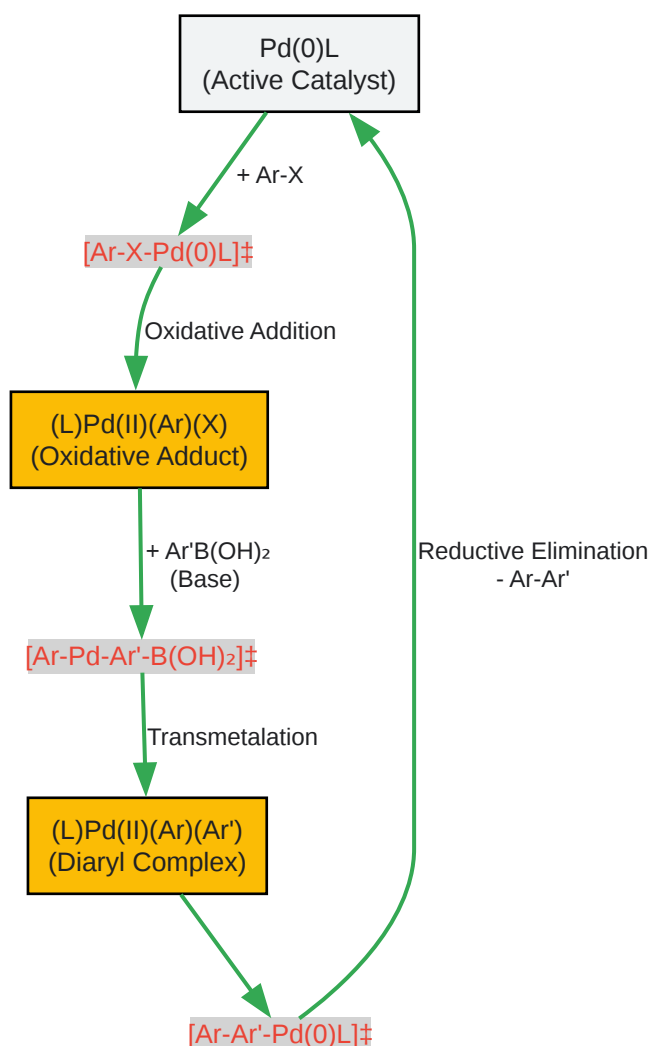 Pd(0)L
(Active Catalyst)
+ Ar-X
[Ar-X-Pd(0)L]‡
Oxidative Addition
(L)Pd(II)(Ar)(X)
(Oxidative Adduct)
+ Ar'B(OH)₂
(Base)
Reductive Elimination
- Ar-Ar'
[Ar-Pd-Ar'-B(OH)₂]‡
Transmetalation
(L)Pd(II)(Ar)(Ar')
(Diaryl Complex)
[Ar-Ar'-Pd(0)L]‡